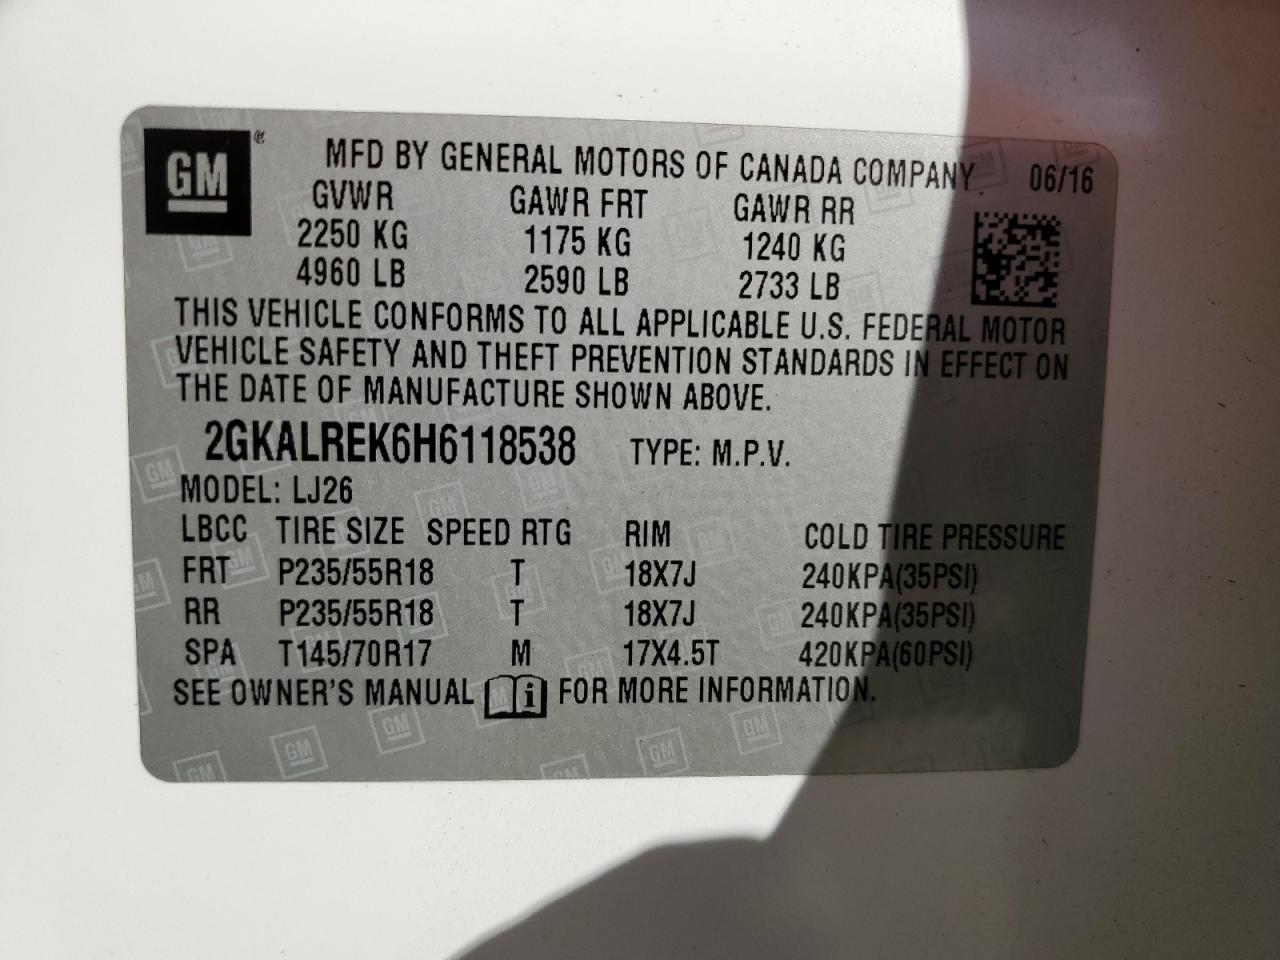 GM ®
MFD BY GENERAL MOTORS OF CANADA COMPANY 06/16
GVWR GAWR FRT GAWR RR
2250 KG 1175 KG 1240 KG
4960 LB 2590 LB 2733 LB
THIS VEHICLE CONFORMS TO ALL APPLICABLE U.S. FEDERAL MOTOR
VEHICLE SAFETY AND THEFT PREVENTION STANDARDS IN EFFECT ON
THE DATE OF MANUFACTURE SHOWN ABOVE.
2GKALREK6H6118538 TYPE: M.P.V.
MODEL: LJ26
LBCC TIRE SIZE SPEED RTG RIM COLD TIRE PRESSURE
FRT P235/55R18 T 18X7J 240KPA(35PSI)
RR P235/55R18 T 18X7J 240KPA(35PSI)
SPA T145/70R17 M 17X4.5T 420KPA(60PSI)
SEE OWNER'S MANUAL i FOR MORE INFORMATION.